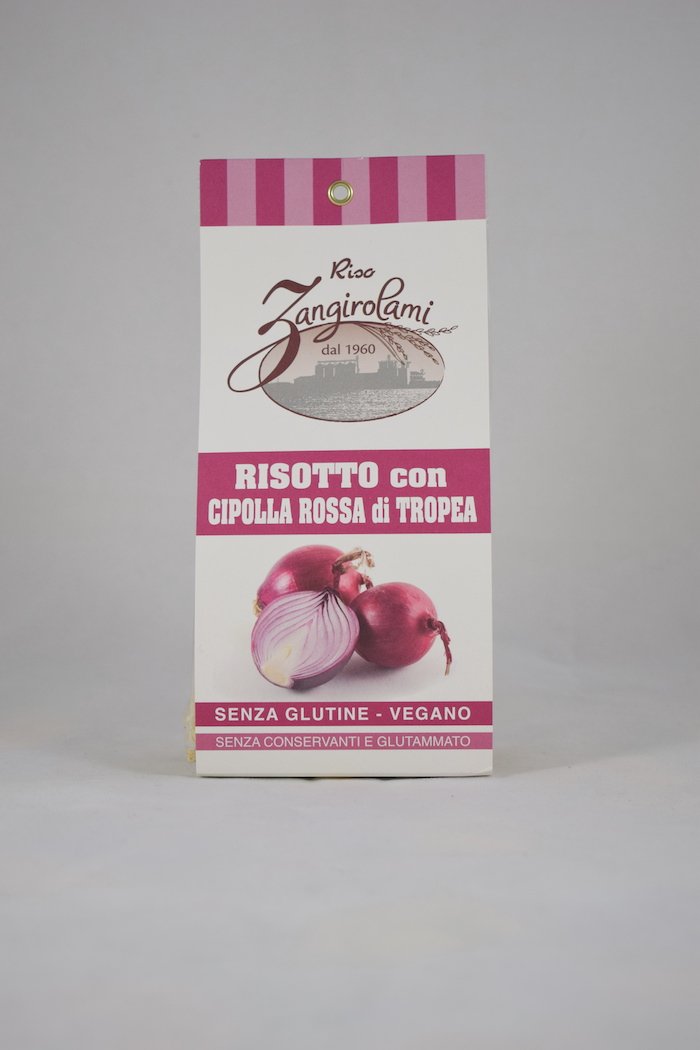 Riso
Zangirolami
dal 1960
RISOTTO con
CIPOLLA ROSSA di TROPEA
SENZA GLUTINE - VEGANO
SENZA CONSERVANTI E GLUTAMMATO